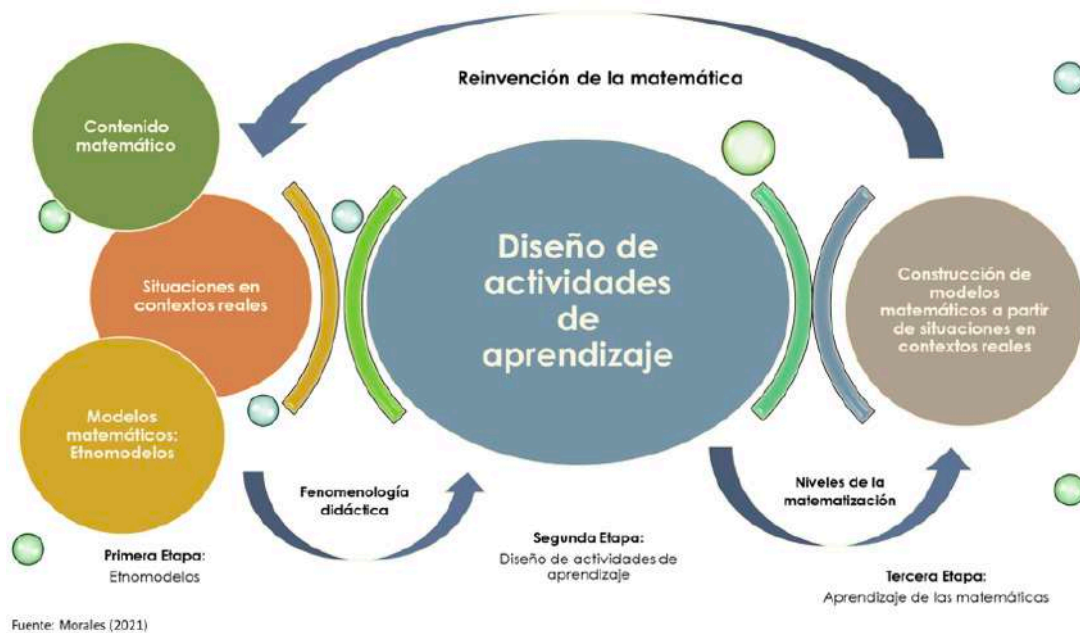 Reinvención de la matemática
Contenido
matemático
Situaciones en
contextos reales
Modelos
matemáticos:
Etnomodelos
Diseño de
actividades
de
aprendizaje
Construcción de
modelos
matemáticos a partir
de situaciones en
contextos reales
Fenomenología
didáctica
Niveles de la
matematización
Primera Etapa:
Etnomodelos
Segunda Etapa:
Diseño de actividades de
aprendizaje
Tercera Etapa:
Aprendizaje de las matemáticas
Fuente: Morales (2021)